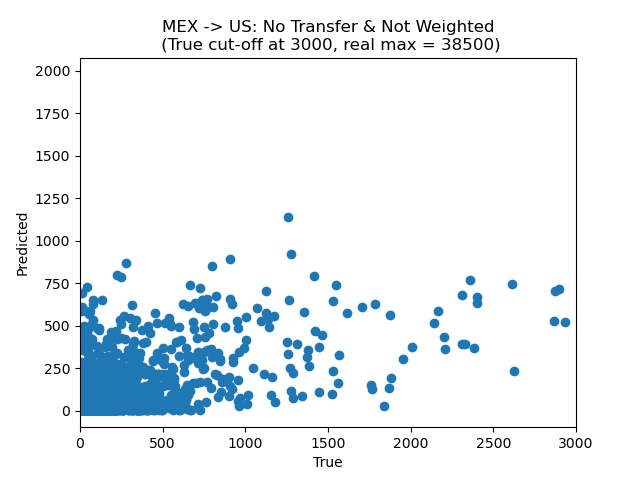 MEX -> US: No Transfer & Not Weighted
(True cut-off at 3000, real max = 38500)
2000
1750
1500
1250
1000
750
500
250
0
Predicted
0 500 1000 1500 2000 2500 3000
True